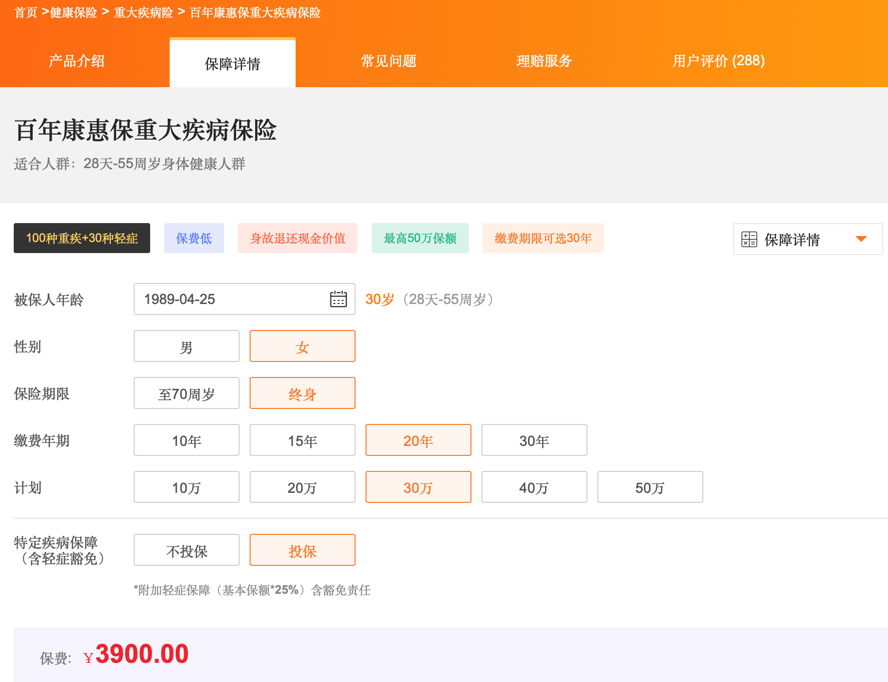 首页 >健康保险 > 重大疾病险 > 百年康惠保重大疾病保险
产品介绍 保障详情 常见问题 理赔服务 用户评价 (288)
百年康惠保重大疾病保险
适合人群：28天-55周岁身体健康人群
100种重疾+30种轻症 保费低 身故退还现金价值 最高50万保额 缴费期限可选30年 保障详情
被保人年龄 1989-04-25 30岁（28天-55周岁）
性别 男 女
保险期限 至70周岁 终身
缴费年期 10年 15年 20年 30年
计划 10万 20万 30万 40万 50万
特定疾病保障
（含轻症豁免） 不投保 投保
*附加轻症保障（基本保额*25%）含豁免责任
保费: ¥3900.00